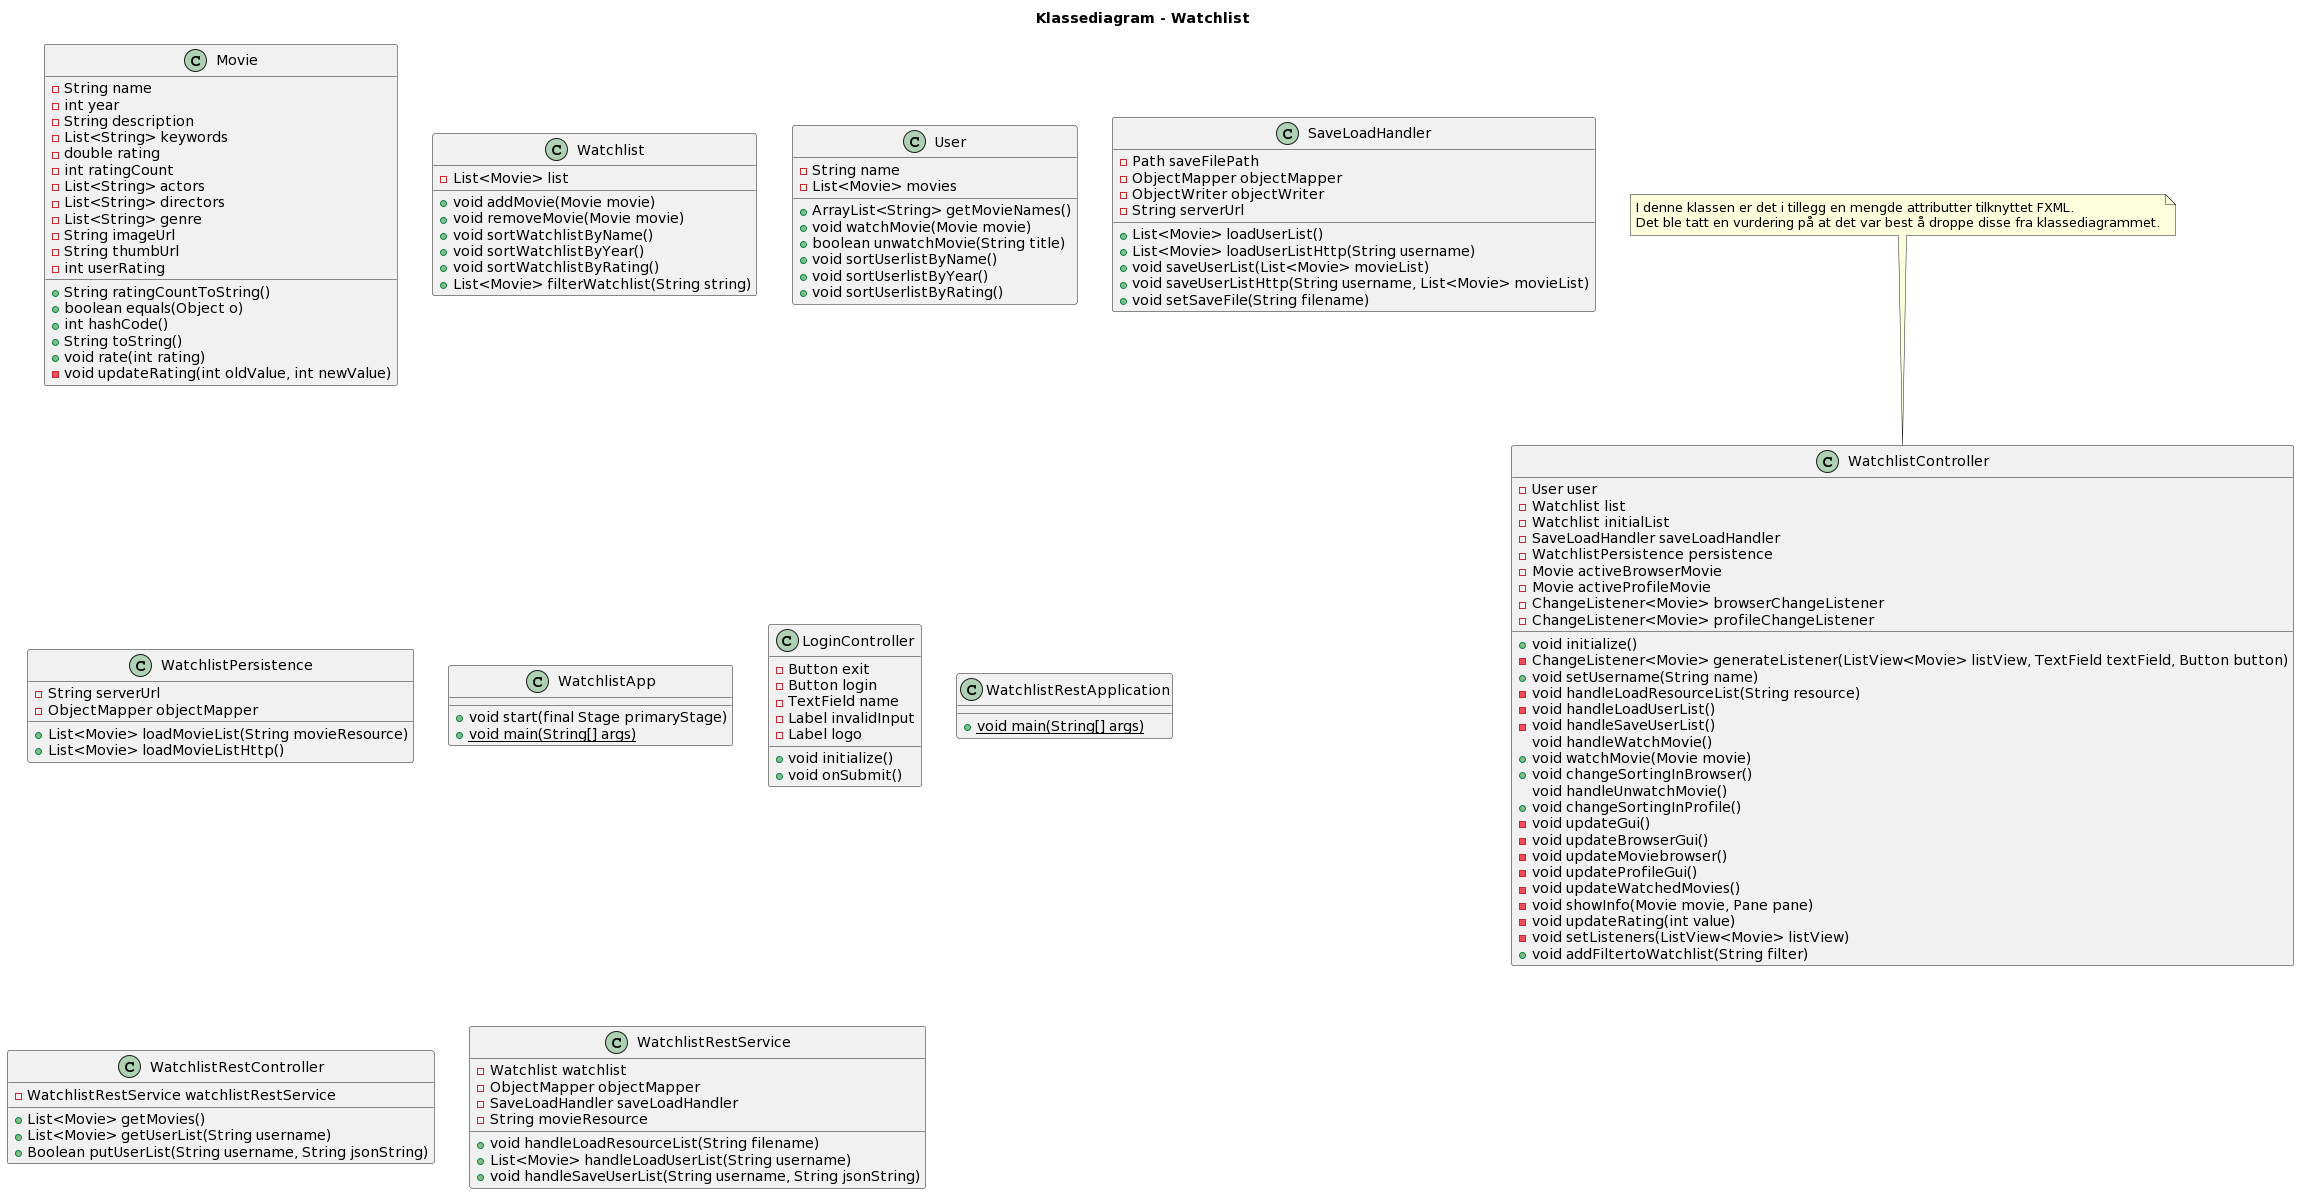 Klassediagram - Watchlist
C Movie
String name
int year
String description
List<String> keywords
double rating
int ratingCount
List<String> actors
List<String> directors
List<String> genre
String imageUrl
String thumbUrl
int userRating
String ratingCountToString()
boolean equals(Object o)
int hashCode()
String toString()
void rate(int rating)
void updateRating(int oldValue, int newValue)
C Watchlist
List<Movie> list
void addMovie(Movie movie)
void removeMovie(Movie movie)
void sortWatchlistByName()
void sortWatchlistByYear()
void sortWatchlistByRating()
List<Movie> filterWatchlist(String string)
C User
String name
List<Movie> movies
ArrayList<String> getMovieNames()
void watchMovie(Movie movie)
boolean unwatchMovie(String title)
void sortUserlistByName()
void sortUserlistByYear()
void sortUserlistByRating()
C SaveLoadHandler
Path saveFilePath
ObjectMapper objectMapper
ObjectWriter objectWriter
String serverUrl
List<Movie> loadUserList()
List<Movie> loadUserListHttp(String username)
void saveUserList(List<Movie> movieList)
void saveUserListHttp(String username, List<Movie> movieList)
void setSaveFile(String filename)
I denne klassen er det i tillegg en mengde attributter tilknyttet FXML.
Det ble tatt en vurdering på at det var best å droppe disse fra klassediagrammet.
C WatchlistPersistence
String serverUrl
ObjectMapper objectMapper
List<Movie> loadMovieList(String movieResource)
List<Movie> loadMovieListHttp()
C WatchlistApp
void start(final Stage primaryStage)
void main(String[] args)
C LoginController
Button exit
Button login
TextField name
Label invalidInput
Label logo
void initialize()
void onSubmit()
C WatchlistRestApplication
void main(String[] args)
C WatchlistController
User user
Watchlist list
Watchlist initialList
SaveLoadHandler saveLoadHandler
WatchlistPersistence persistence
Movie activeBrowserMovie
Movie activeProfileMovie
ChangeListener<Movie> browserChangeListener
ChangeListener<Movie> profileChangeListener
void initialize()
ChangeListener<Movie> generateListener(ListView<Movie> listView, TextField textField, Button button)
void setUsername(String name)
void handleLoadResourceList(String resource)
void handleLoadUserList()
void handleSaveUserList()
void handleWatchMovie()
void watchMovie(Movie movie)
void changeSortingInBrowser()
void handleUnwatchMovie()
void changeSortingInProfile()
void updateGui()
void updateBrowserGui()
void updateMoviebrowser()
void updateProfileGui()
void updateWatchedMovies()
void showInfo(Movie movie, Pane pane)
void updateRating(int value)
void setListeners(ListView<Movie> listView)
void addFiltertoWatchlist(String filter)
C WatchlistRestController
WatchlistRestService watchlistRestService
List<Movie> getMovies()
List<Movie> getUserList(String username)
Boolean putUserList(String username, String jsonString)
C WatchlistRestService
Watchlist watchlist
ObjectMapper objectMapper
SaveLoadHandler saveLoadHandler
String movieResource
void handleLoadResourceList(String filename)
List<Movie> handleLoadUserList(String username)
void handleSaveUserList(String username, String jsonString)